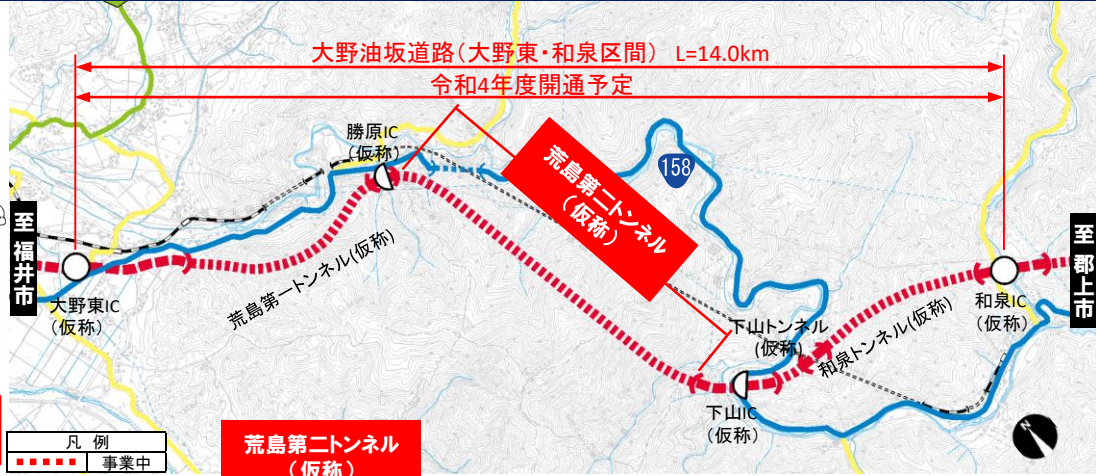 大野油坂道路(大野東・和泉区間) L=14.0km
令和4年度開通予定
勝原IC
(仮称)
荒島第二トンネル
(仮称)
158
至福井市
大野東IC
(仮称)
荒島第一トンネル(仮称)
下山トンネル
(仮称)
和泉トンネル(仮称)
下山IC
(仮称)
和泉IC
(仮称)
至郡上市
凡 例
事業中
荒島第二トンネル
(仮称)
N